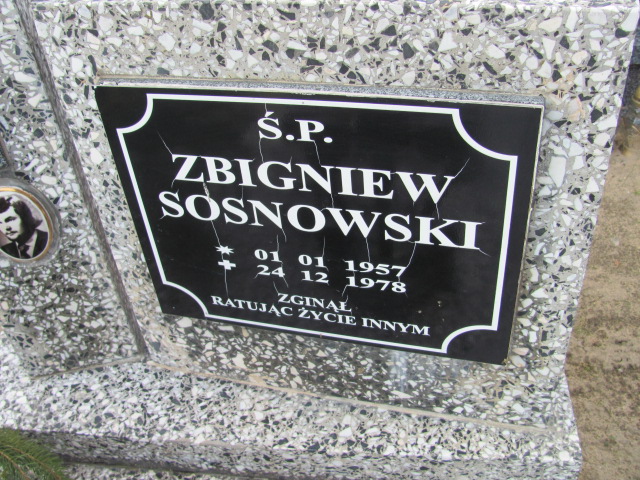 Ś.P.
ZBIGNIEW
SOSNOWSKI
* 01 01 1957
+ 24 12 1978
ZGINĄŁ
RATUJĄC ŻYCIE INNYM